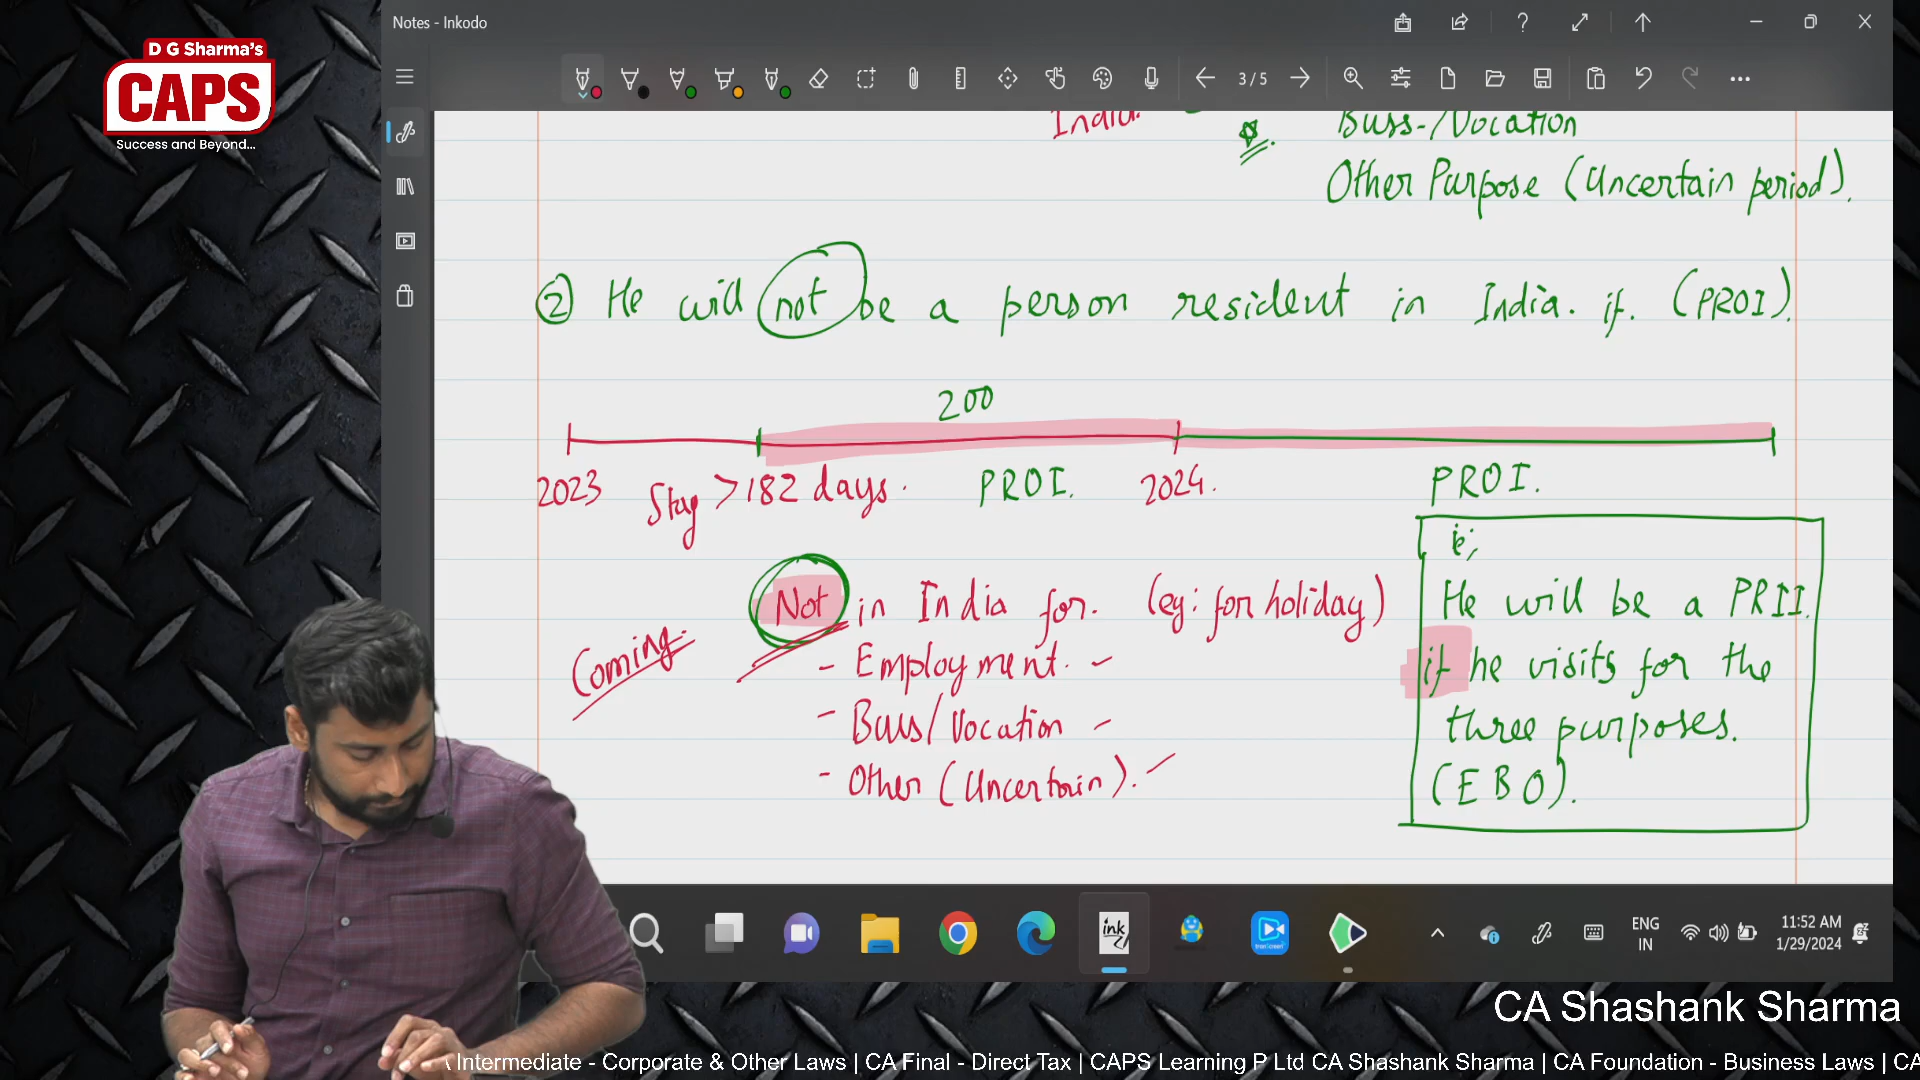 D G Sharma's
CAPS
Success and Beyond...
Notes - Inkodo
3 / 5
India.
Buss-/Vocation
Other Purpose (Uncertain period).
② He will not be a person resident in India. if. (PROI).
200
2023 Stay >182 days. PROI. 2024. PROI.
ie;
Coming. Not in India for. (eg: for holiday)
- Employment. -
- Buss/Vocation -
- Other (Uncertain).
He will be a PRII.
if he visits for the
three purposes.
(EBO).
ink
ENG
IN
11:52 AM
1/29/2024
CA Shashank Sharma
Intermediate - Corporate & Other Laws | CA Final - Direct Tax | CAPS Learning P Ltd CA Shashank Sharma | CA Foundation - Business Laws | CA